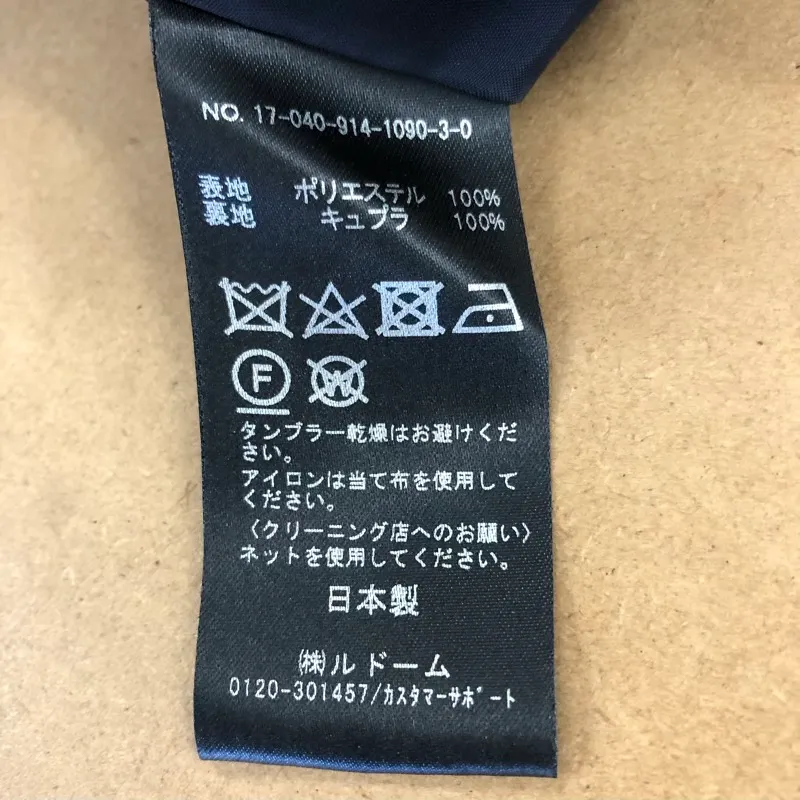 NO. 17-040-914-1090-3-0
表地 ポリエステル 100%
裏地 キュプラ 100%
F W
タンブラー乾燥はお避けくだ
さい。
アイロンは当て布を使用して
ください。
〈クリーニング店へのお願い〉
ネットを使用してください。
日本製
㈱ルドーム
0120-301457/カスタマーサポート